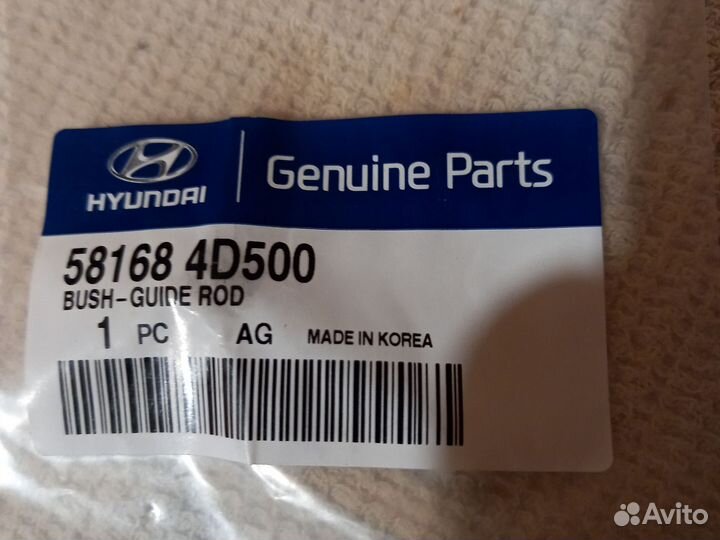 HYUNDAI
Genuine Parts
58168 4D500
BUSH-GUIDE ROD
1 PC AG MADE IN KOREA
Avito